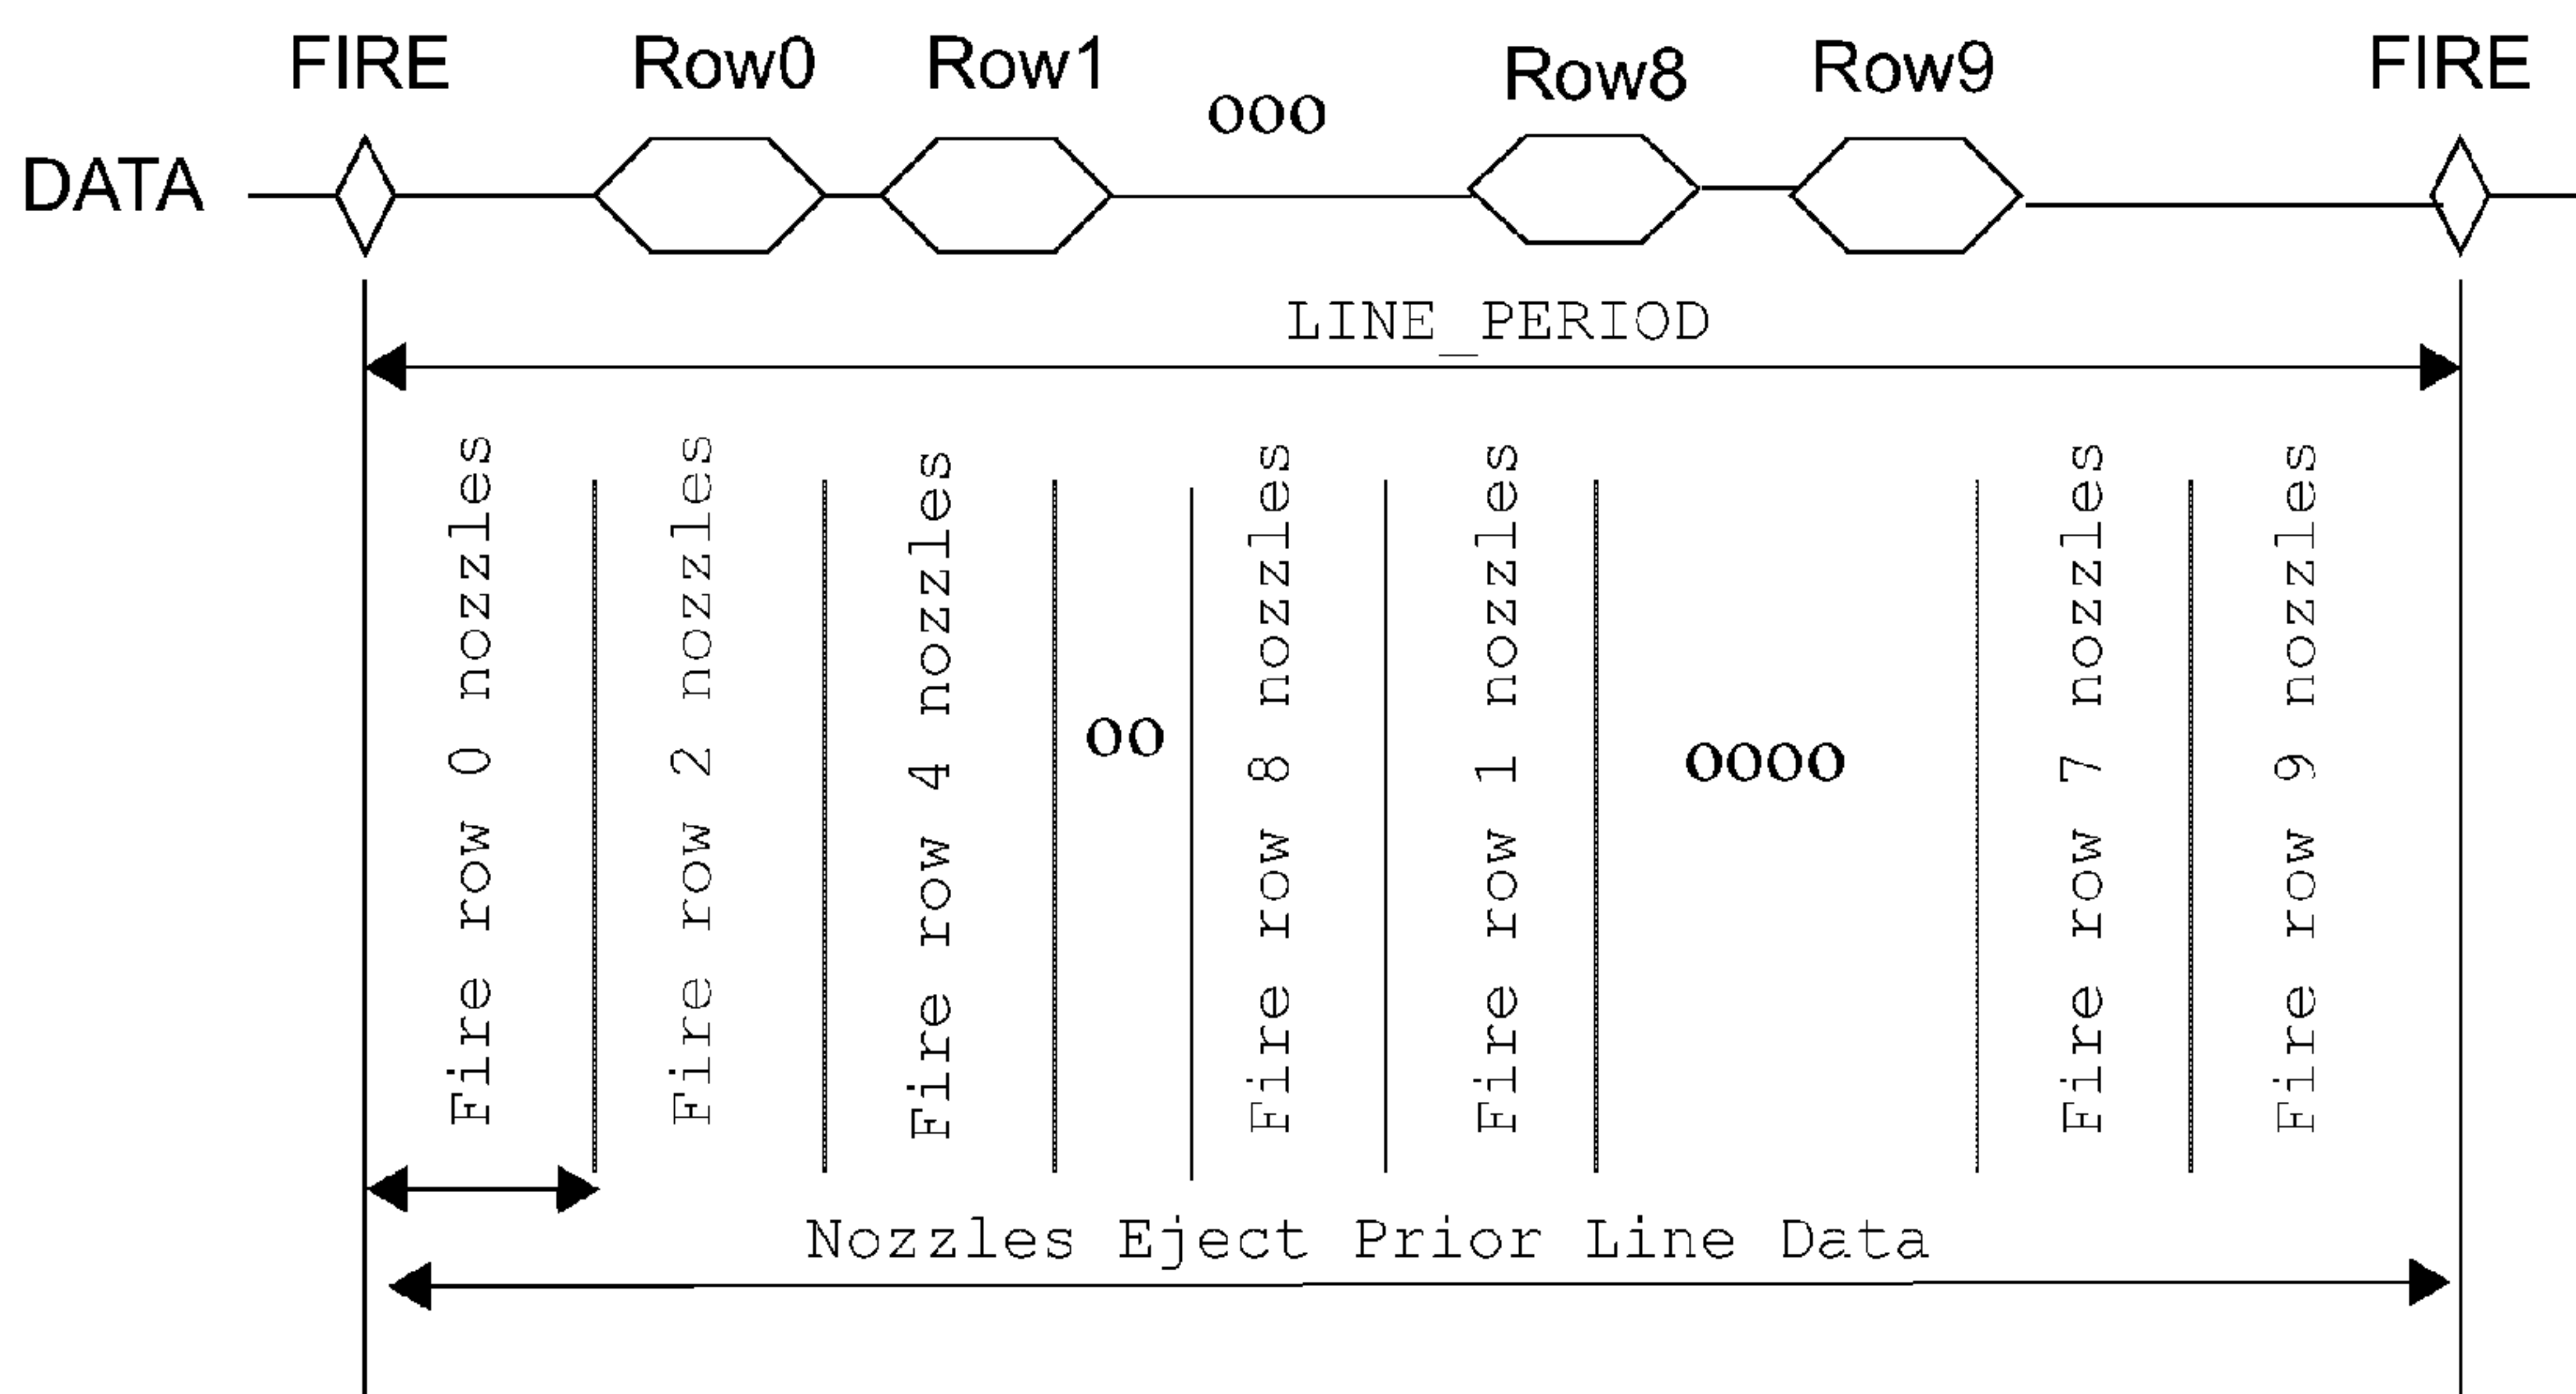 FIRE Row0 Row1 ooo Row8 Row9 FIRE
DATA
LINE_PERIOD
Fire row 0 nozzles
Fire row 2 nozzles
Fire row 4 nozzles
oo
Fire row 8 nozzles
Fire row 1 nozzles
oooo
Fire row 7 nozzles
Fire row 9 nozzles
Nozzles Eject Prior Line Data